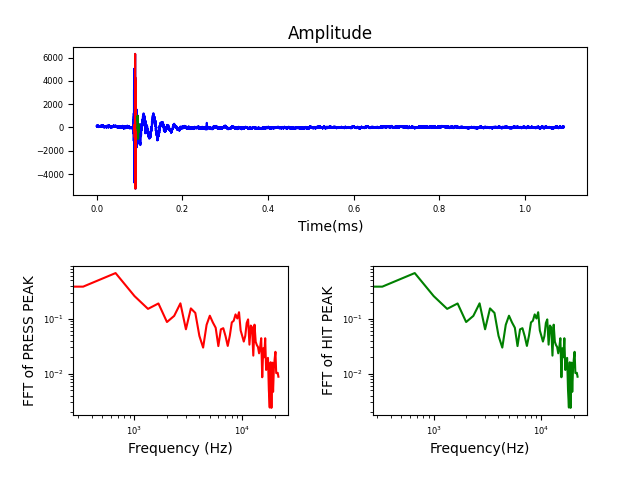 Amplitude
6000
4000
2000
0
−2000
−4000
0.0 0.2 0.4 0.6 0.8 1.0
Time(ms)
FFT of PRESS PEAK
10⁻¹
10⁻²
10³ 10⁴
Frequency (Hz)
FFT of HIT PEAK
10⁻¹
10⁻²
10³ 10⁴
Frequency(Hz)